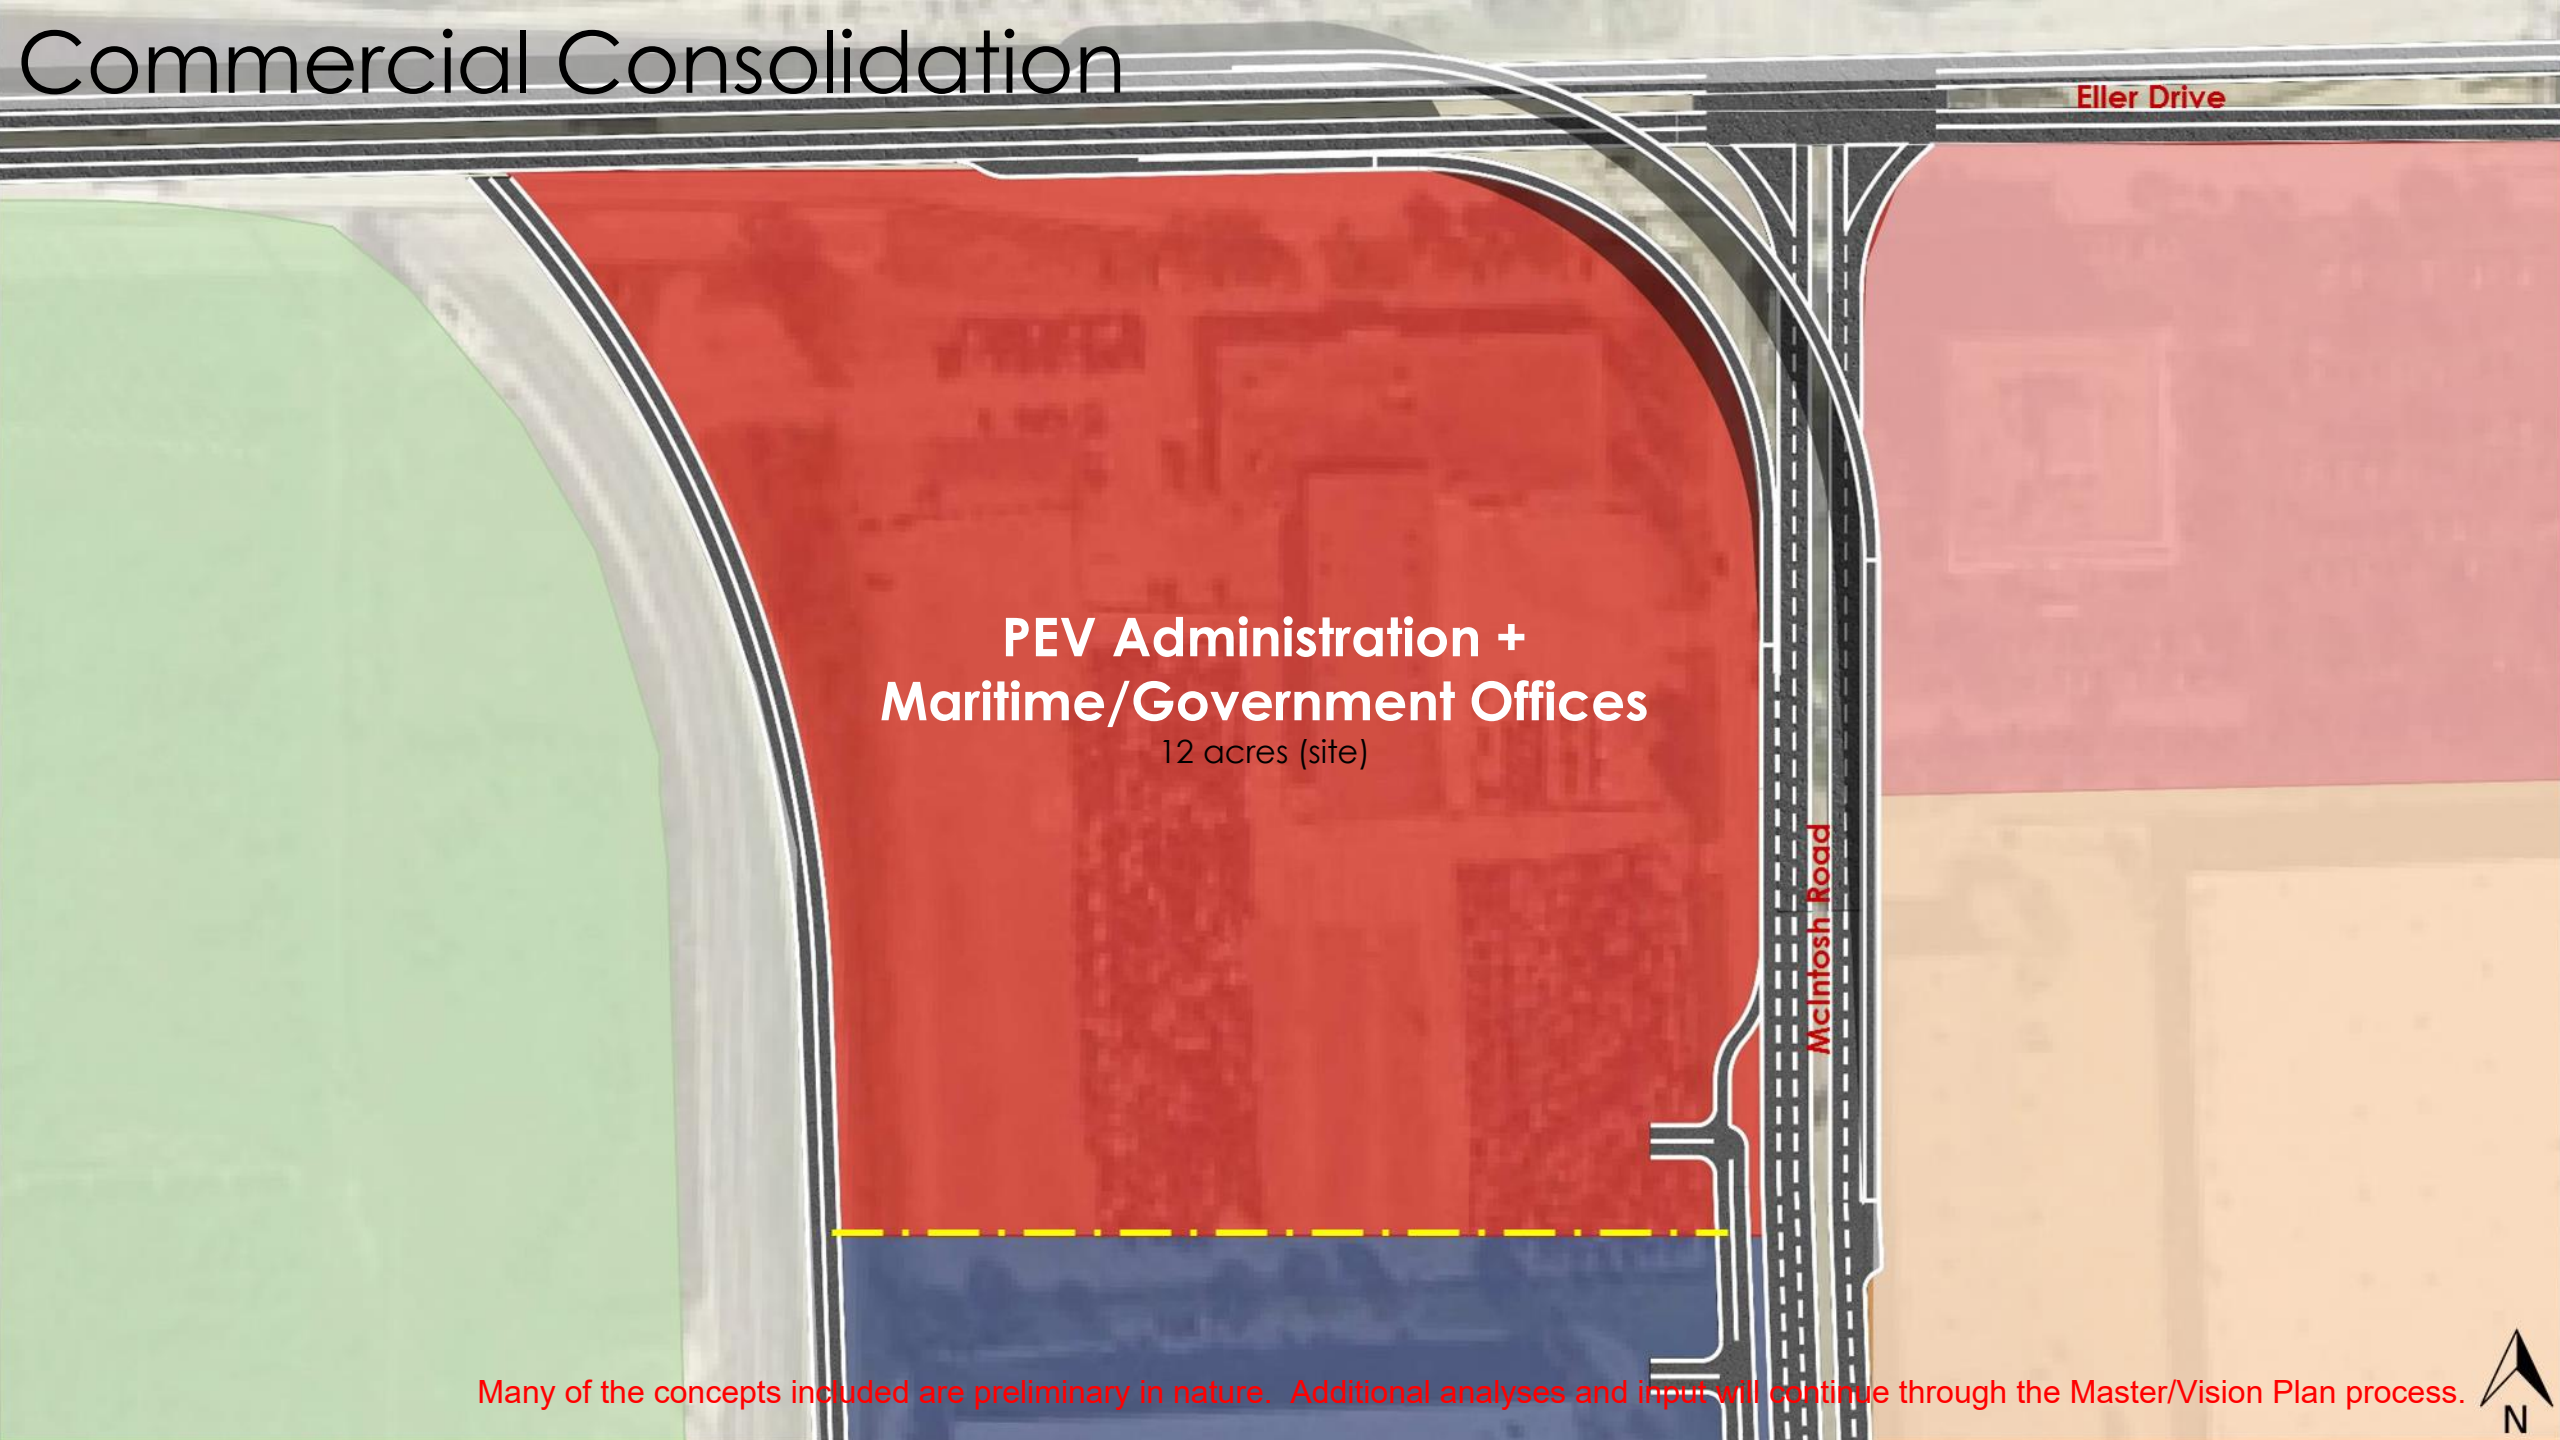 Commercial Consolidation
Eller Drive
PEV Administration +
Maritime/Government Offices
12 acres (site)
McIntosh Road
Many of the concepts included are preliminary in nature.  Additional analyses and input will continue through the Master/Vision Plan process.
N